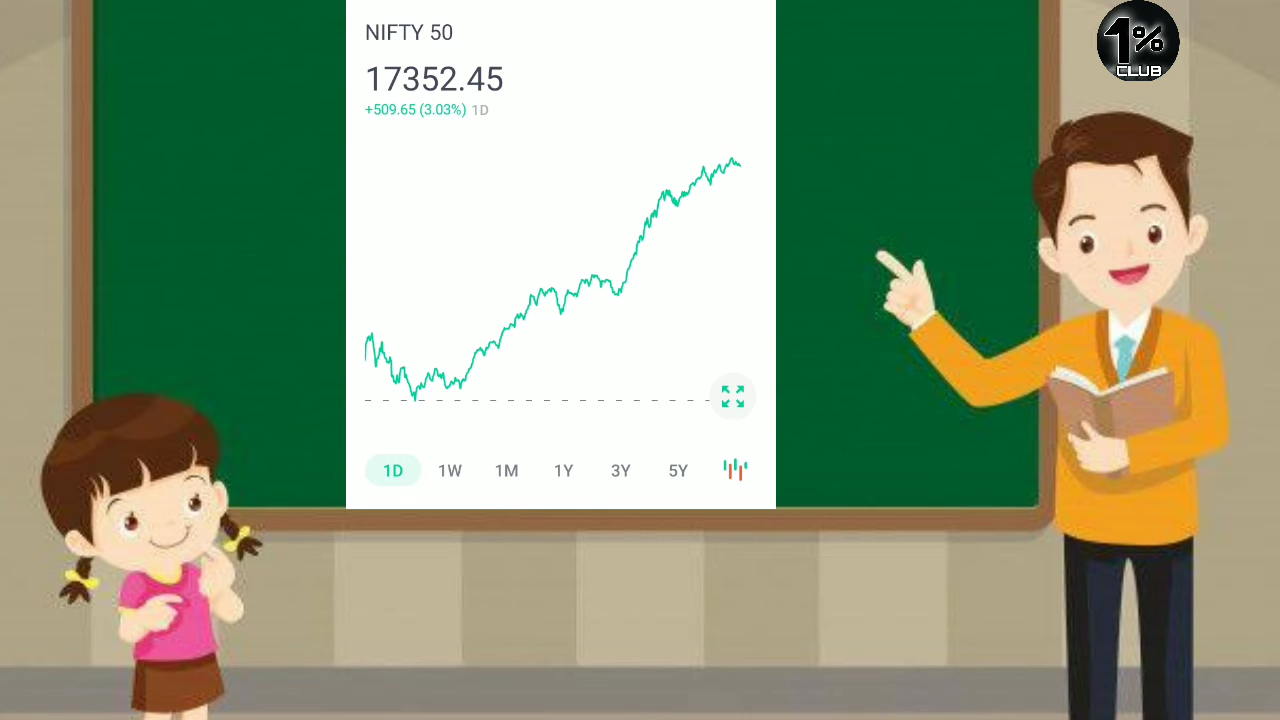 NIFTY 50
17352.45
+509.65 (3.03%) 1D
1D 1W 1M 1Y 3Y 5Y
1%
CLUB